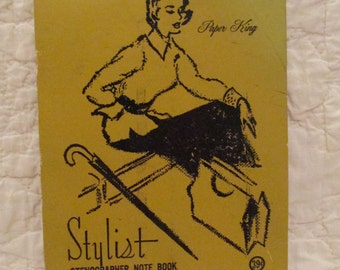 Paper King
Stylist
STENOGRAPHER NOTE BOOK
39¢